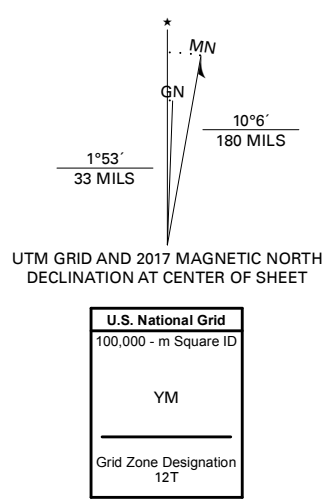 ★
MN
GN
10°6´
180 MILS
1°53´
33 MILS
UTM GRID AND 2017 MAGNETIC NORTH
DECLINATION AT CENTER OF SHEET
U.S. National Grid
100,000 - m Square ID
YM
Grid Zone Designation
12T